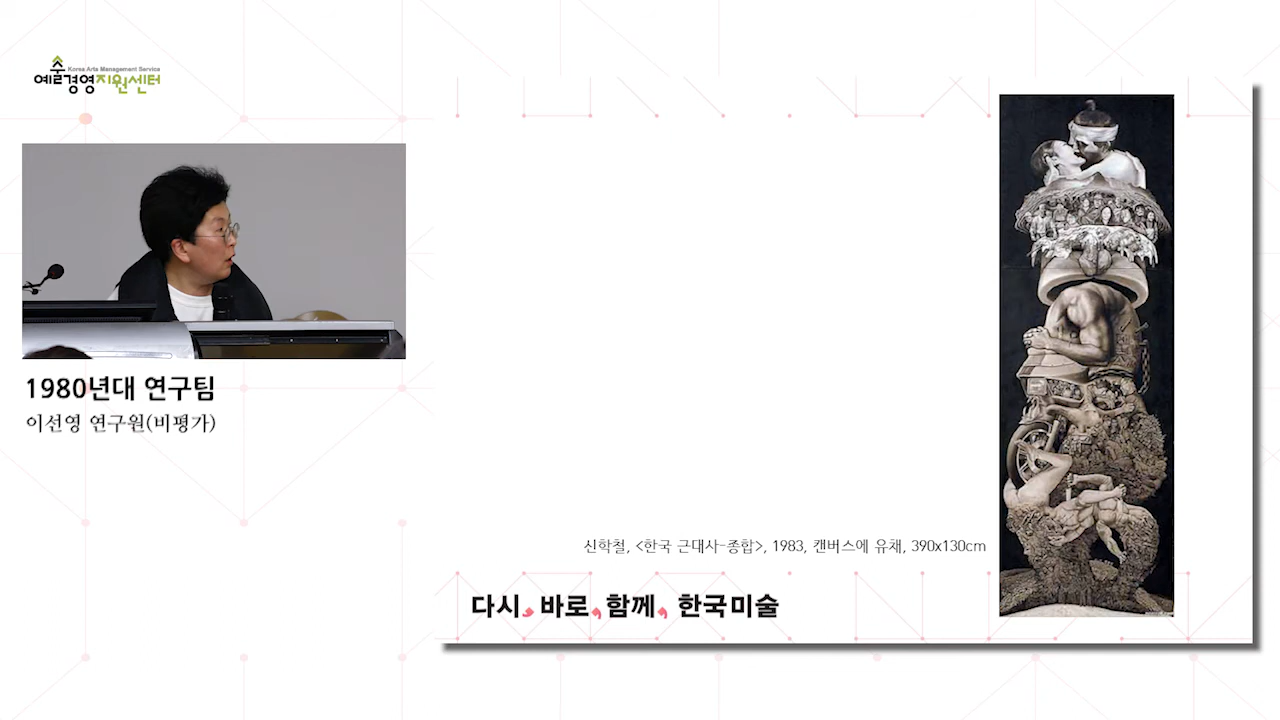 Korea Arts Management Service
예술경영지원센터
1980년대 연구팀
이선영 연구원(비평가)
신학철, <한국 근대사-종합>, 1983, 캔버스에 유채, 390x130cm
다시, 바로, 함께, 한국미술